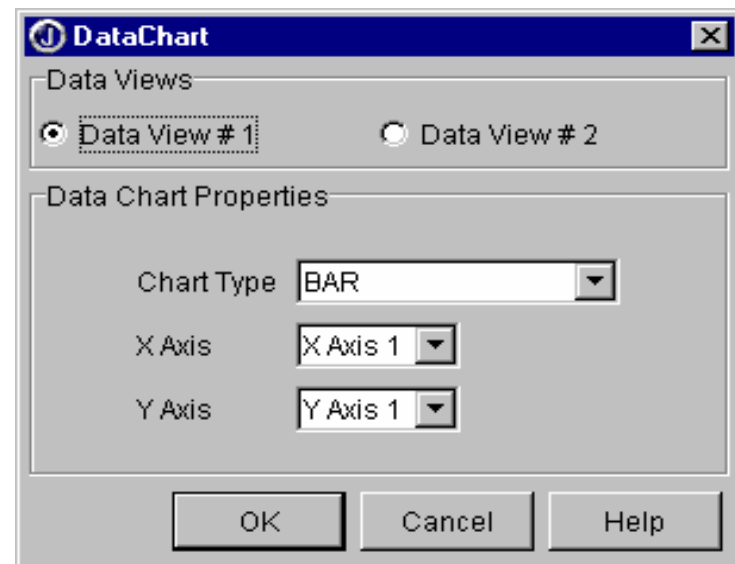 DataChart
Data Views
Data View # 1
Data View # 2
Data Chart Properties
Chart Type BAR
X Axis X Axis 1
Y Axis Y Axis 1
OK Cancel Help